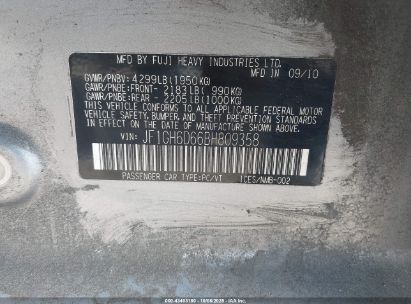 MFD BY FUJI HEAVY INDUSTRIES LTD.
GVWR/PNBV: 4299LB(1950KG) MFD IN 09/10
GAWR/PNBE:FRONT- 2183LB( 990KG)
GAWR/PNBE:REAR - 2205LB(1000KG)
THIS VEHICLE CONFORMS TO ALL APPLICABLE
FEDERAL MOTOR VEHICLE SAFETY, BUMPER,
AND THEFT PREVENTION STANDARDS IN EFFECT ON
THE DATE OF MANUFACTURE SHOWN ABOVE.
VIN: JF1GH6D66BH809358
PASSENGER CAR TYPE:PC/VT ICES/NMB-002